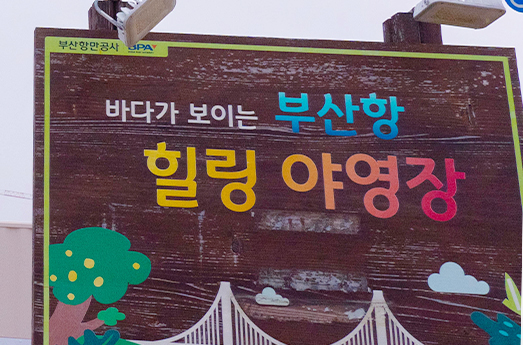 부산항만공사 BPA
바다가 보이는 부산항
힐링 야영장